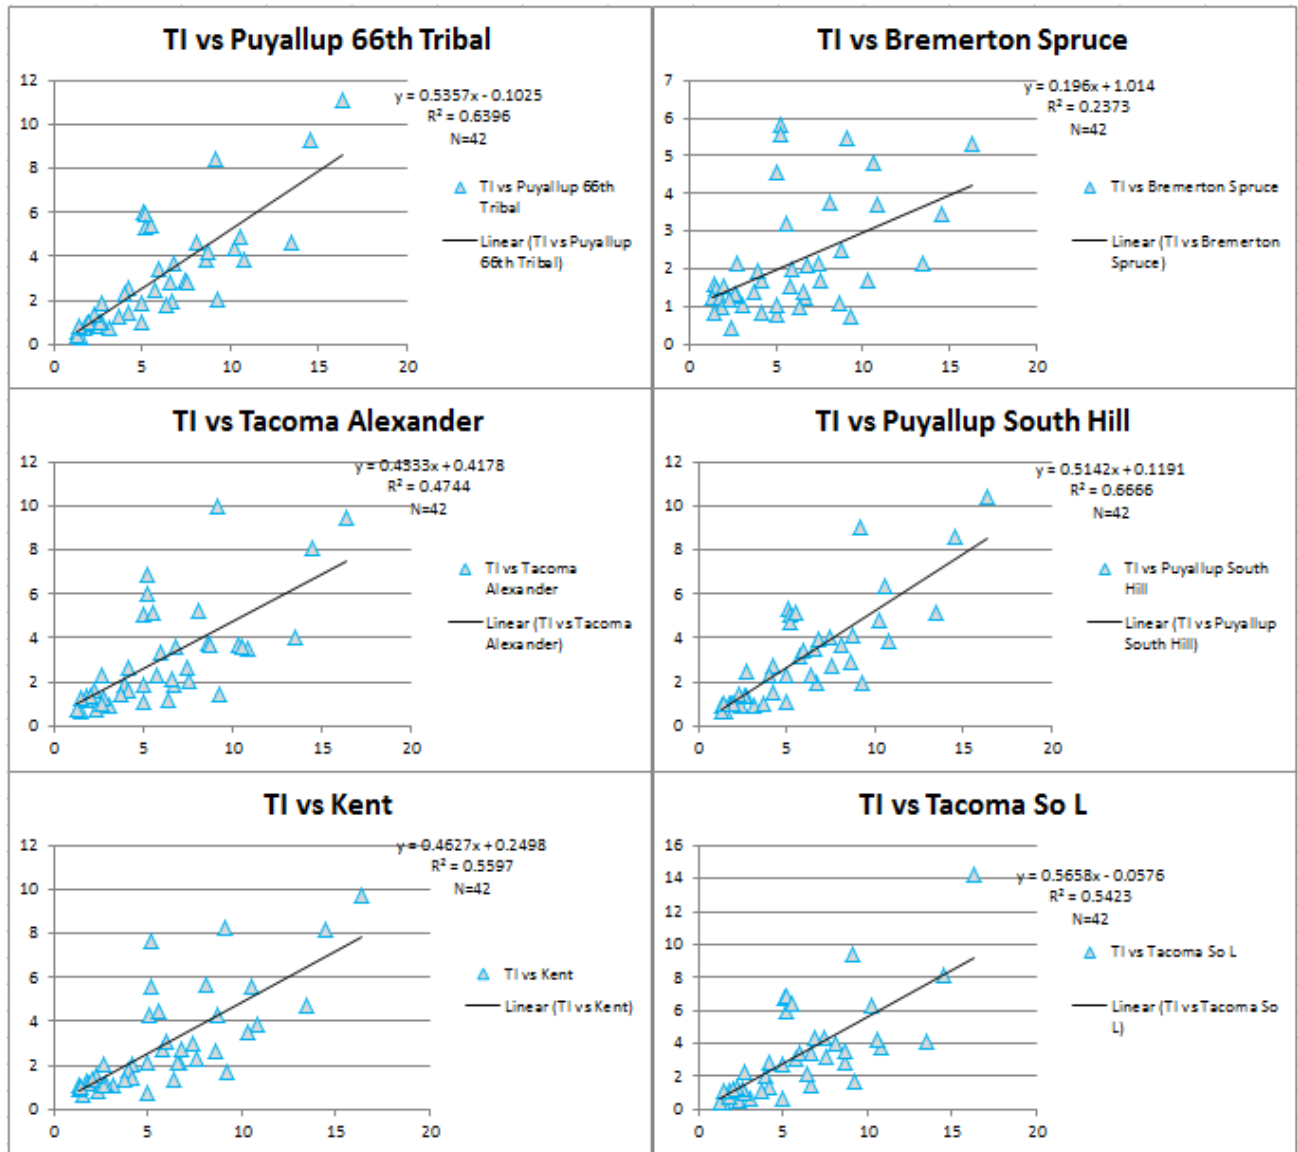 TI vs Puyallup 66th Tribal
12
10
8
6
4
2
0
0 5 10 15 20
y = 0.5357x - 0.1025
R² = 0.6396
N=42
TI vs Puyallup 66th
Tribal
Linear (TI vs Puyallup
66th Tribal)
TI vs Bremerton Spruce
7
6
5
4
3
2
1
0
0 5 10 15 20
y = 0.196x + 1.014
R² = 0.2373
N=42
TI vs Bremerton Spruce
Linear (TI vs Bremerton
Spruce)
TI vs Tacoma Alexander
12
10
8
6
4
2
0
0 5 10 15 20
y = 0.4333x + 0.4178
R² = 0.4744
N=42
TI vs Tacoma
Alexander
Linear (TI vs Tacoma
Alexander)
TI vs Puyallup South Hill
12
10
8
6
4
2
0
0 5 10 15 20
y = 0.5142x + 0.1191
R² = 0.6666
N=42
TI vs Puyallup South
Hill
Linear (TI vs Puyallup
South Hill)
TI vs Kent
12
10
8
6
4
2
0
0 5 10 15 20
y = 0.4627x + 0.2498
R² = 0.5597
N=42
TI vs Kent
Linear (TI vs Kent)
TI vs Tacoma So L
16
14
12
10
8
6
4
2
0
0 5 10 15 20
y = 0.5658x - 0.0576
R² = 0.5423
N=42
TI vs Tacoma So L
Linear (TI vs Tacoma So
L)